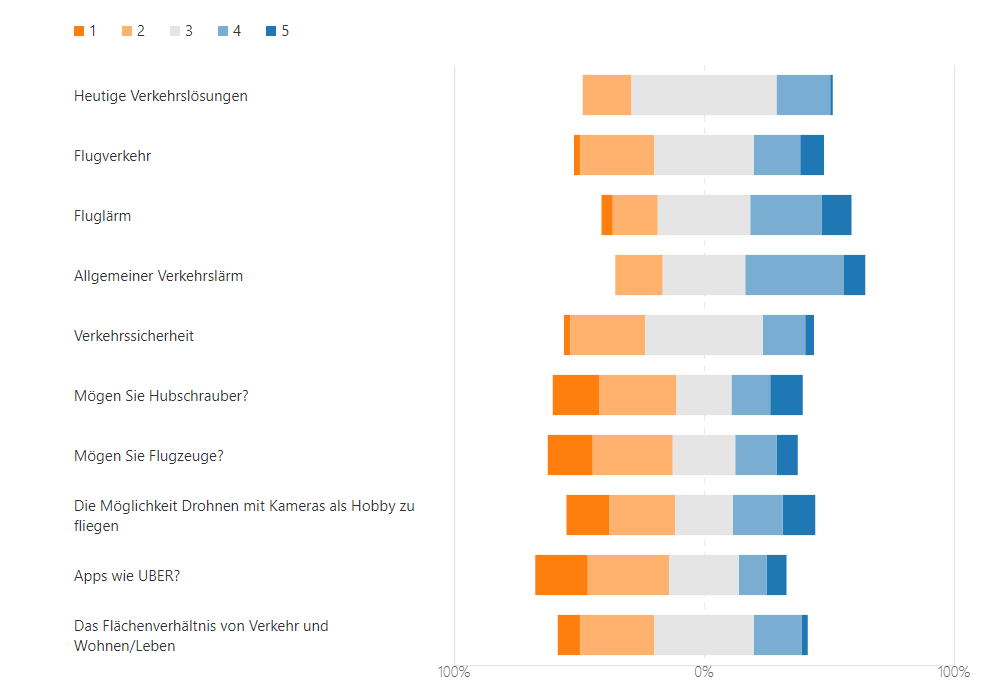 1 2 3 4 5
Heutige Verkehrslösungen
Flugverkehr
Fluglärm
Allgemeiner Verkehrslärm
Verkehrssicherheit
Mögen Sie Hubschrauber?
Mögen Sie Flugzeuge?
Die Möglichkeit Drohnen mit Kameras als Hobby zu
fliegen
Apps wie UBER?
Das Flächenverhältnis von Verkehr und
Wohnen/Leben
100% 0% 100%